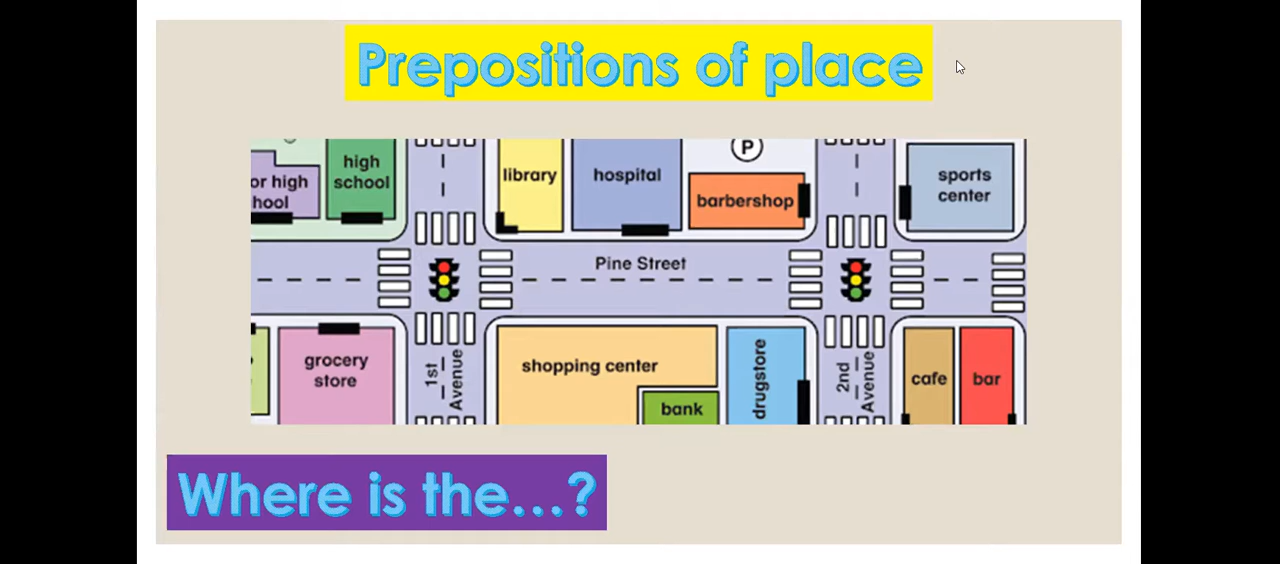 Prepositions of place
high
school
or high
hool
library
hospital
P
barbershop
sports
center
Pine Street
grocery
store
1st
Avenue
shopping center
bank
drugstore
2nd
Avenue
cafe
bar
Where is the...?